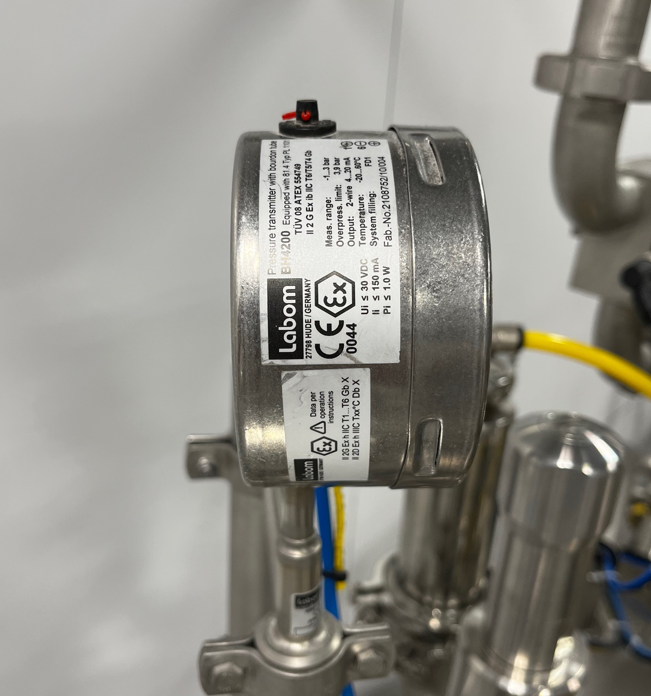 Pressure transmitter with bourdon tube
BH4200 Equipped with 81.4 Typ PL
TÜV 08 ATEX 554749
II 2 G Ex ib IIC T6/T5/T4 Gb
Meas. range: -1...3 bar
Overpress. limit: 3,9 bar
Output: 2-wire 4...20 mA
Temperature: -20...60°C
System filling: FD1
Fab.-No. 2108752/10/004
Labom
27798 HUDE / GERMANY
CE Ex
0044
Ui ≤ 30 VDC
Ii ≤ 150 mA
Pi ≤ 1.0 W
Labom
Ex
Data per
operation
instructions
II 2G Ex h IIC T1...T6 Gb X
II 2D Ex h IIIC Txx°C Db X
Labom